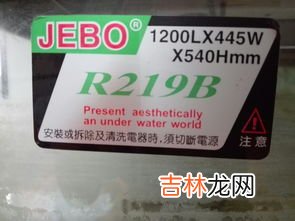 JEBO®
1200LX445W
X540Hmm
R219B
Present aesthetically
an under water world
安裝或拆除及清洗電器時,須切斷電源
注意
吉林龙网